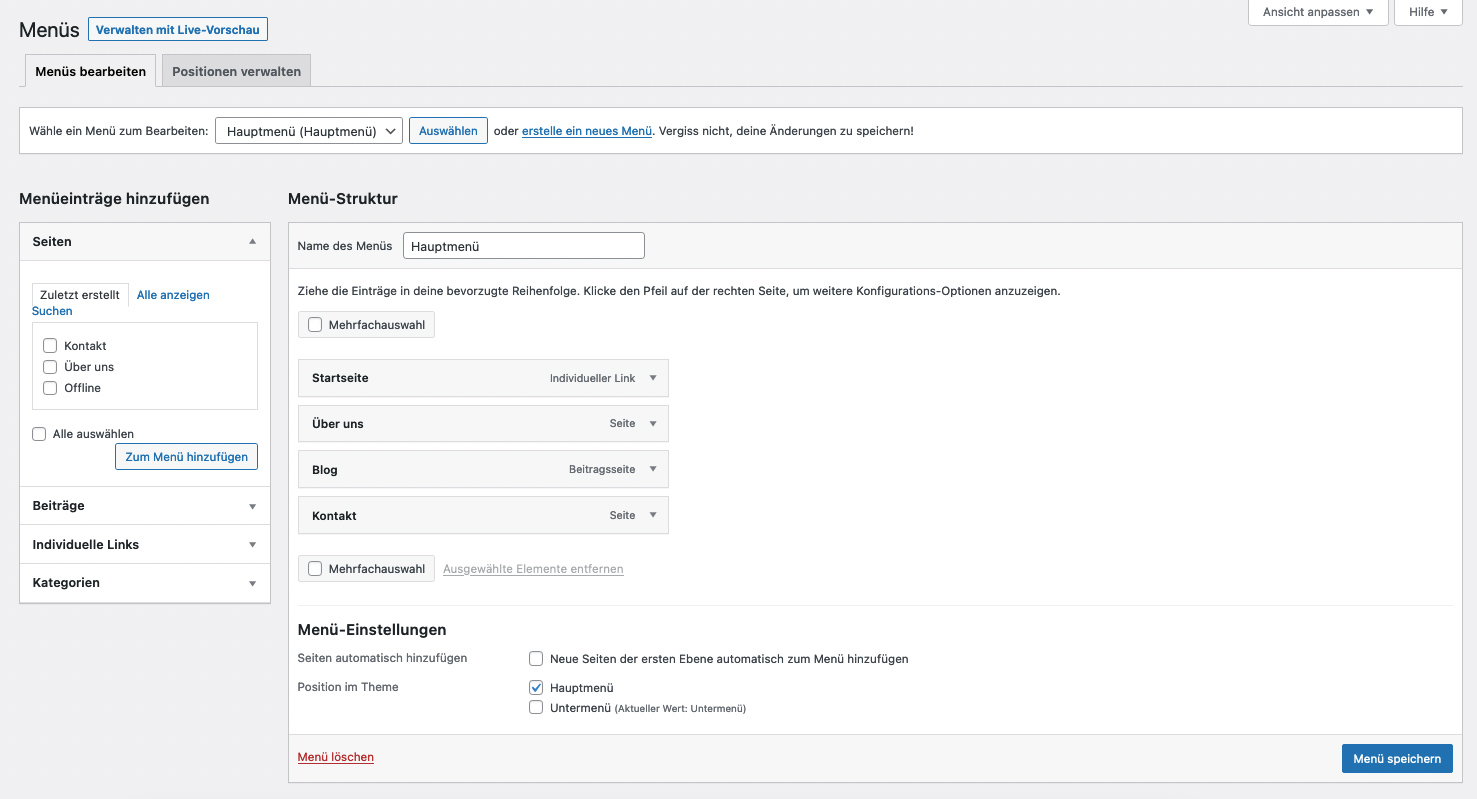 Menüs Verwalten mit Live-Vorschau
Ansicht anpassen ▼ Hilfe ▼
Menüs bearbeiten Positionen verwalten
Wähle ein Menü zum Bearbeiten: Hauptmenü (Hauptmenü) Auswählen oder erstelle ein neues Menü. Vergiss nicht, deine Änderungen zu speichern!
Menüeinträge hinzufügen
Seiten ▲
Zuletzt erstellt Alle anzeigen
Suchen
Kontakt
Über uns
Offline
Alle auswählen
Zum Menü hinzufügen
Beiträge ▼
Individuelle Links ▼
Kategorien ▼
Menü-Struktur
Name des Menüs Hauptmenü
Ziehe die Einträge in deine bevorzugte Reihenfolge. Klicke den Pfeil auf der rechten Seite, um weitere Konfigurations-Optionen anzuzeigen.
Mehrfachauswahl
Startseite Individueller Link ▼
Über uns Seite ▼
Blog Beitragsseite ▼
Kontakt Seite ▼
Mehrfachauswahl Ausgewählte Elemente entfernen
Menü-Einstellungen
Seiten automatisch hinzufügen Neue Seiten der ersten Ebene automatisch zum Menü hinzufügen
Position im Theme Hauptmenü
Untermenü (Aktueller Wert: Untermenü)
Menü löschen Menü speichern